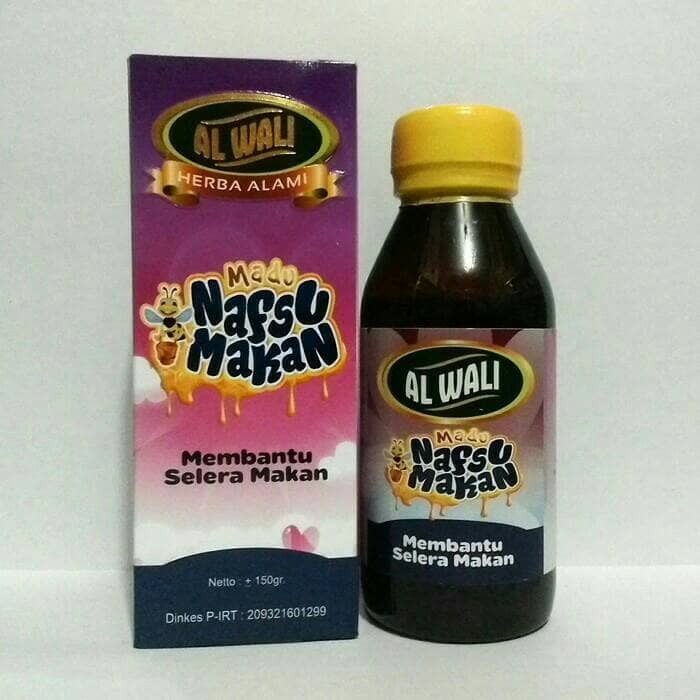 AL WALI
HERBA ALAMI
Madu
Nafsu
Makan
Membantu
Selera Makan
Netto : ± 150gr.
Dinkes P-IRT : 209321601299
AL WALI
Madu
Nafsu
Makan
Membantu
Selera Makan